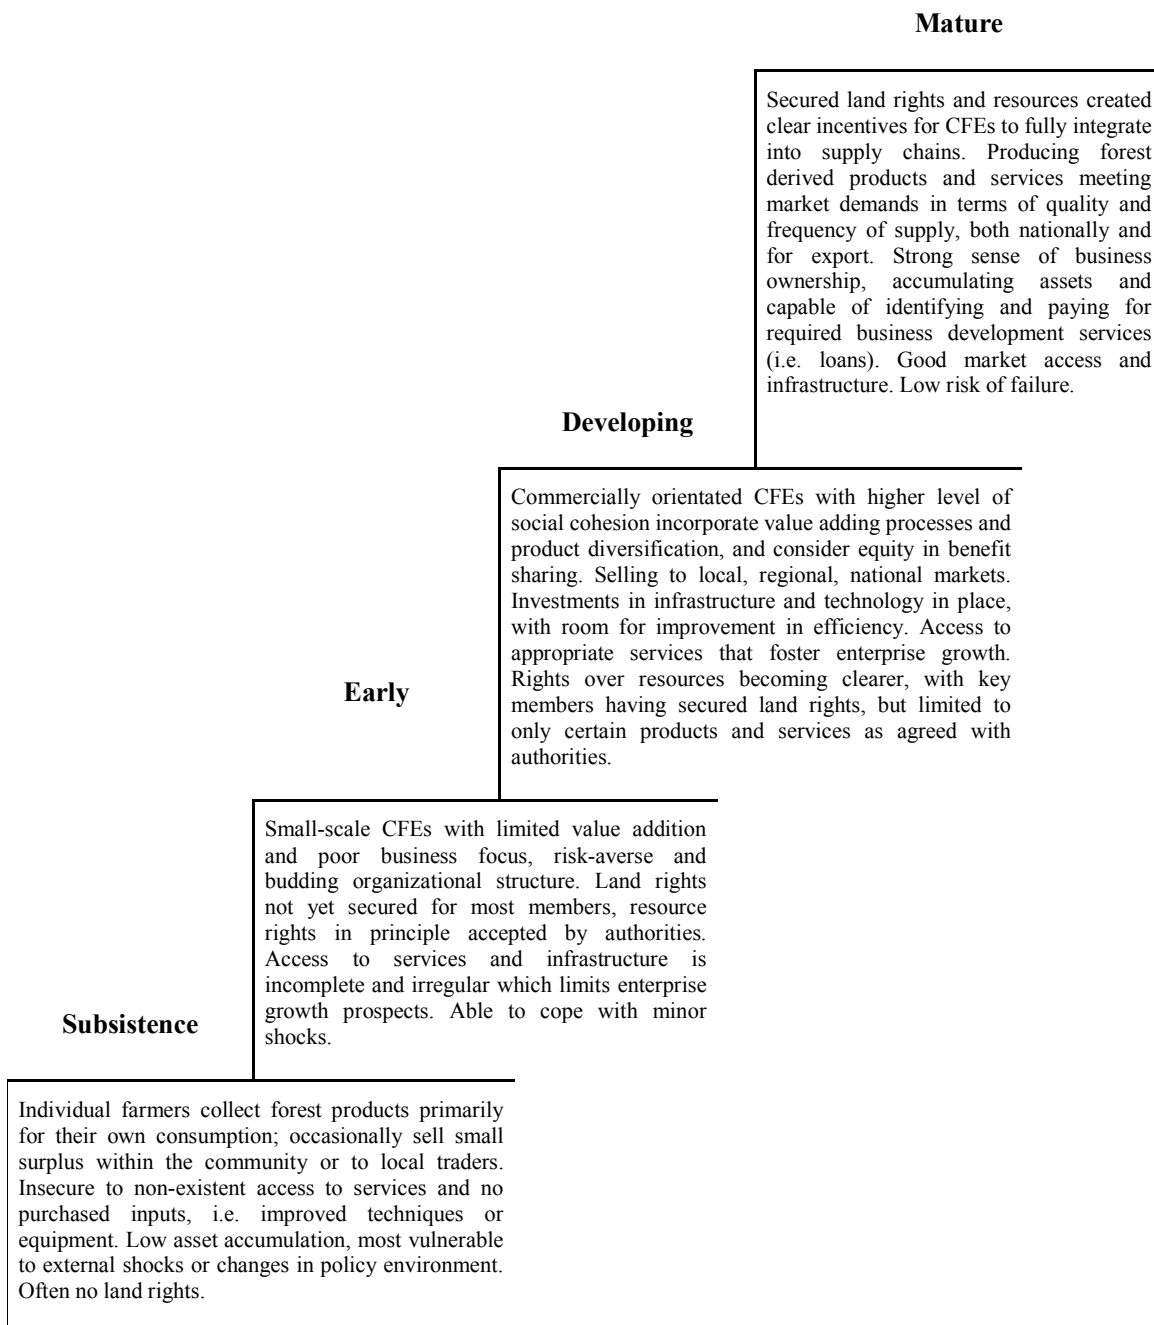 Mature
Secured land rights and resources created
clear incentives for CFEs to fully integrate
into supply chains. Producing forest
derived products and services meeting
market demands in terms of quality and
frequency of supply, both nationally and
for export. Strong sense of business
ownership, accumulating assets and
capable of identifying and paying for
required business development services
(i.e. loans). Good market access and
infrastructure. Low risk of failure.
Developing
Commercially orientated CFEs with higher level of
social cohesion incorporate value adding processes and
product diversification, and consider equity in benefit
sharing. Selling to local, regional, national markets.
Investments in infrastructure and technology in place,
with room for improvement in efficiency. Access to
appropriate services that foster enterprise growth.
Rights over resources becoming clearer, with key
members having secured land rights, but limited to
only certain products and services as agreed with
authorities.
Early
Small-scale CFEs with limited value addition
and poor business focus, risk-averse and
budding organizational structure. Land rights
not yet secured for most members, resource
rights in principle accepted by authorities.
Access to services and infrastructure is
incomplete and irregular which limits enterprise
growth prospects. Able to cope with minor
shocks.
Subsistence
Individual farmers collect forest products primarily
for their own consumption; occasionally sell small
surplus within the community or to local traders.
Insecure to non-existent access to services and no
purchased inputs, i.e. improved techniques or
equipment. Low asset accumulation, most vulnerable
to external shocks or changes in policy environment.
Often no land rights.